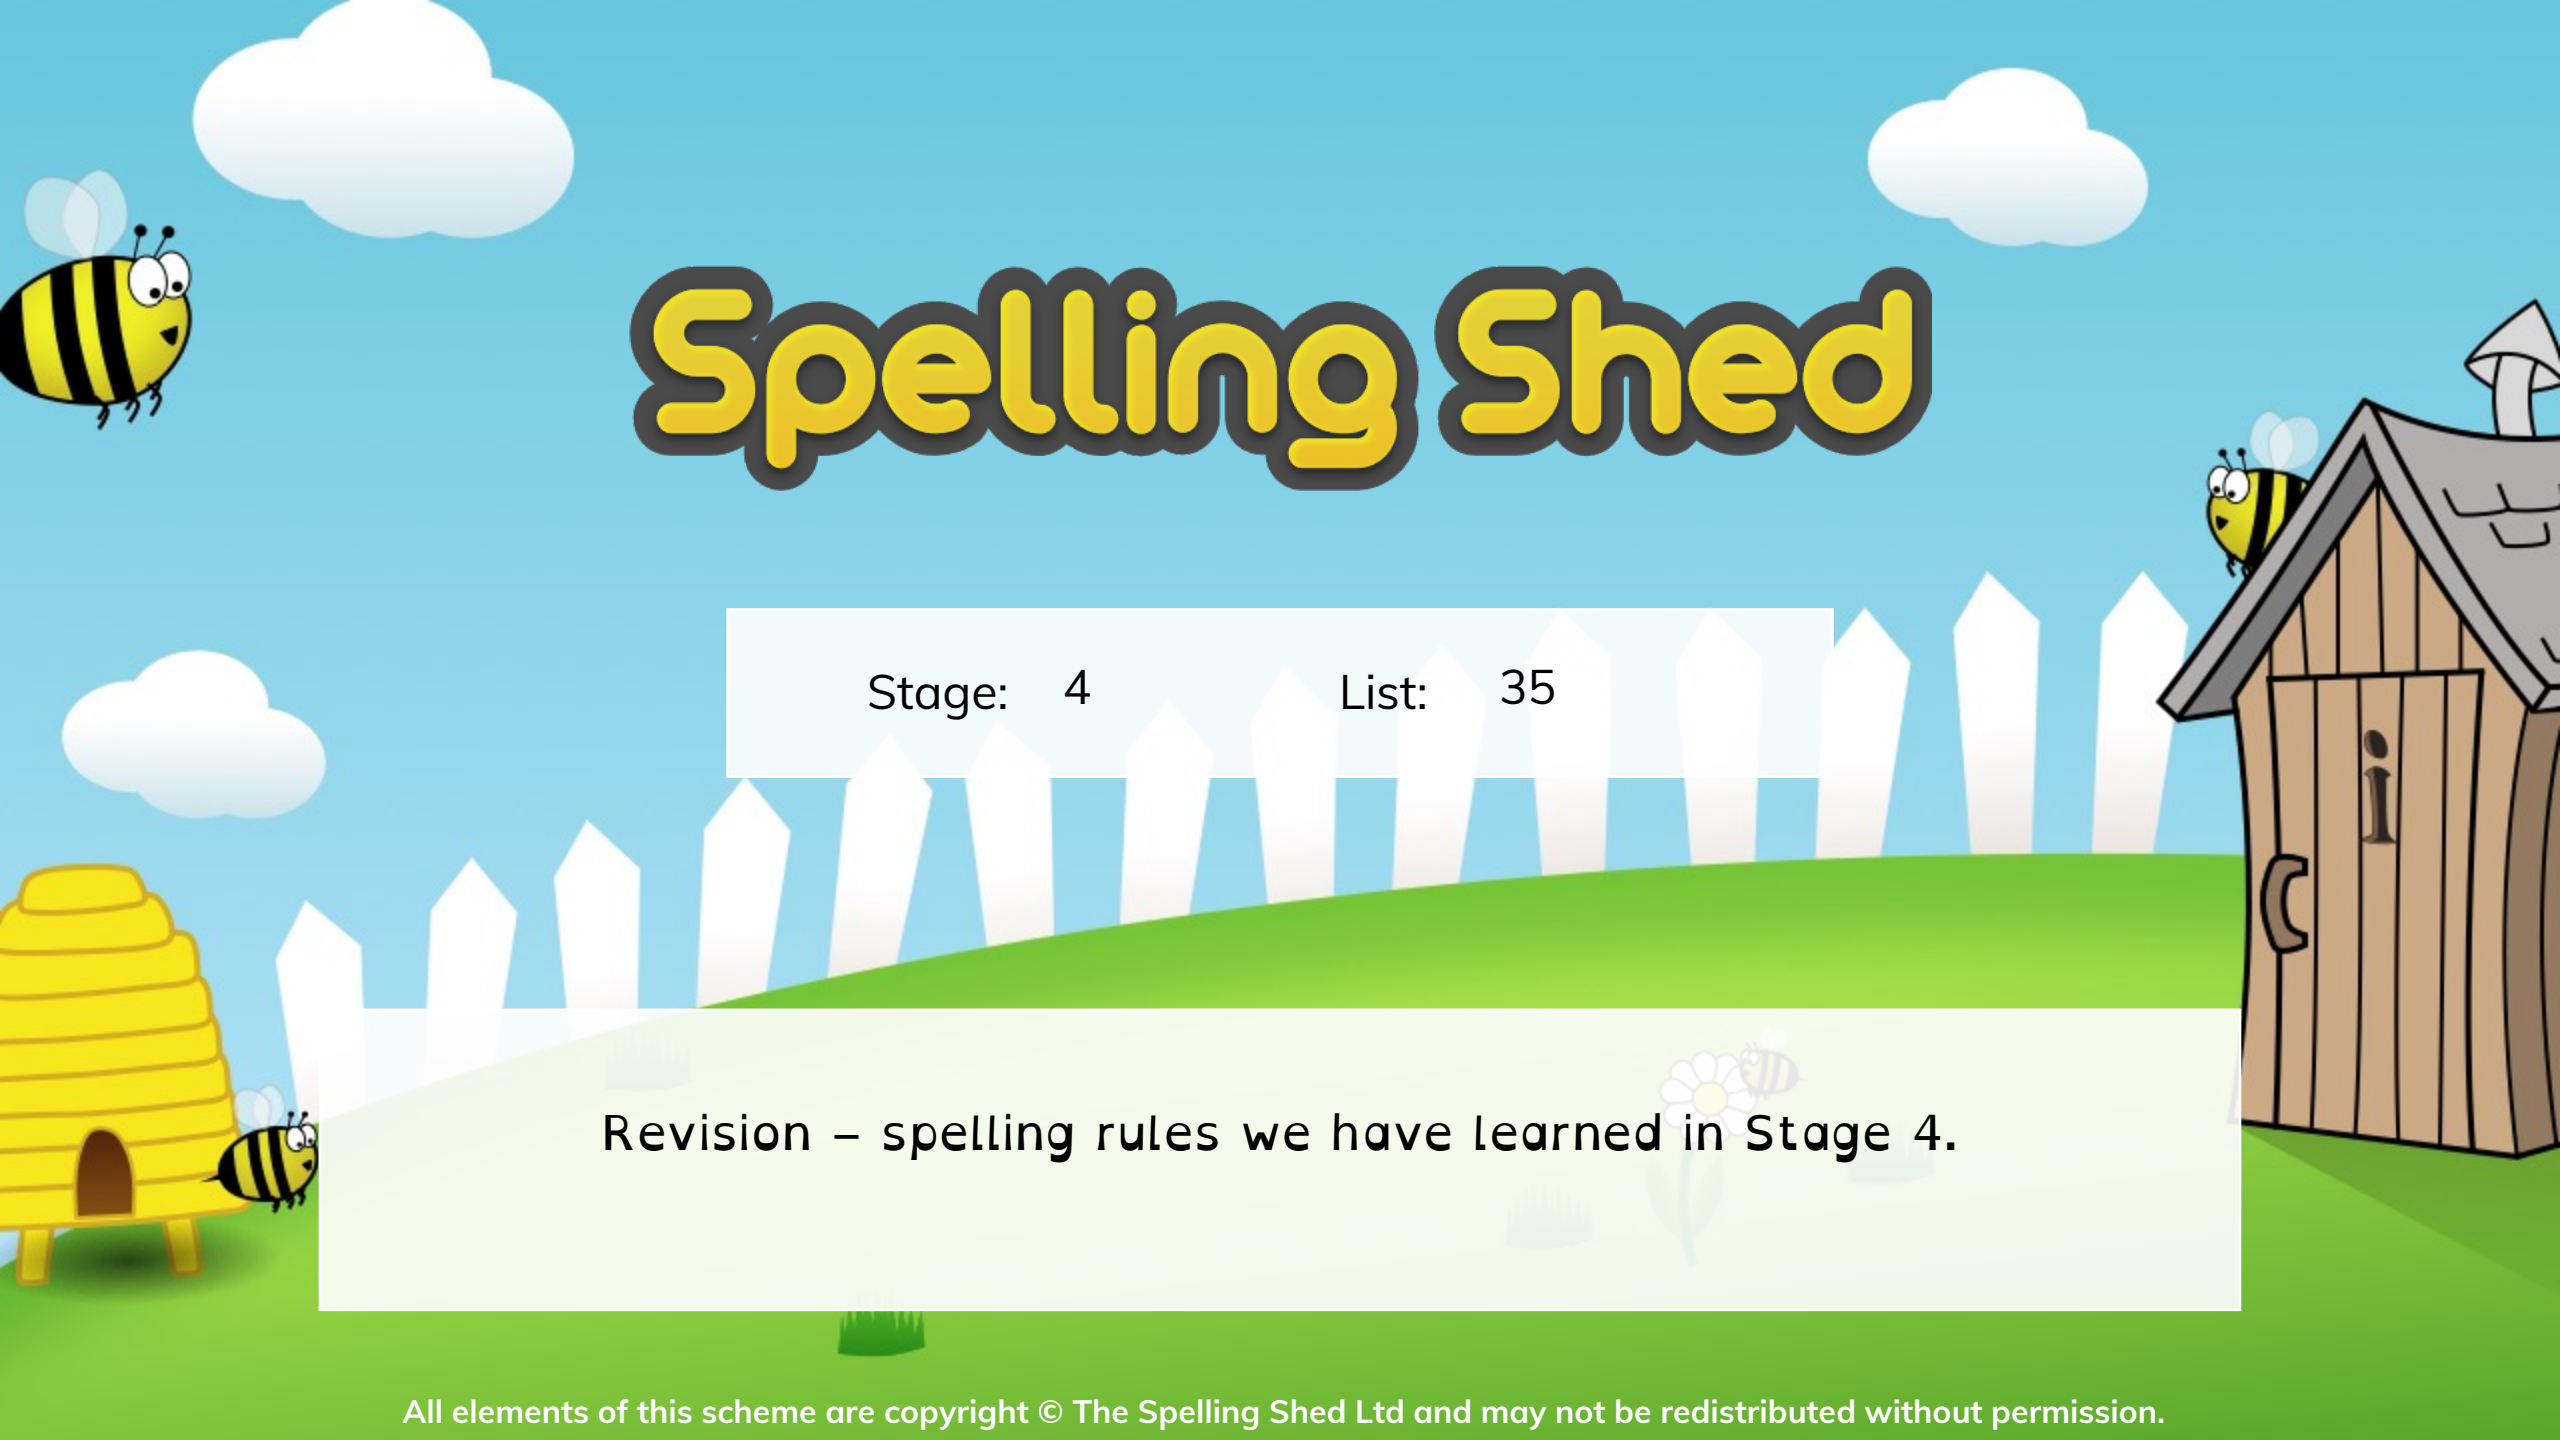 Spelling Shed
Stage: 4 List: 35
i
Revision – spelling rules we have learned in Stage 4.
All elements of this scheme are copyright © The Spelling Shed Ltd and may not be redistributed without permission.